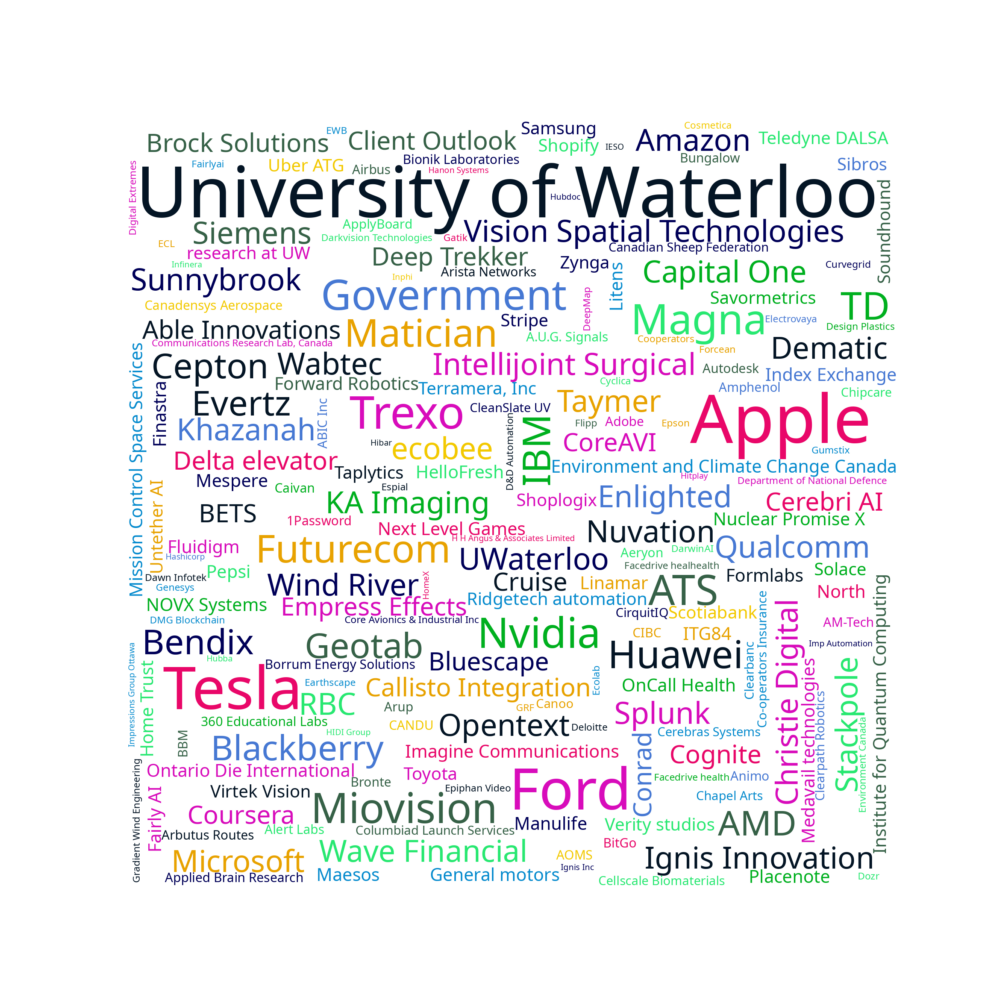 Brock Solutions
EWB
Client Outlook
Samsung
Shopify
IESO
Amazon
Cosmetica
Teledyne DALSA
Fairlyai
Uber ATG
Airbus
Bionik Laboratories
Hanon Systems
Bungalow
Sibros
Digital Extremes
University of Waterloo
Hubdoc
Soundhound
Siemens
ApplyBoard
Darkvision Technologies
Gatik
Vision Spatial Technologies
ECL
research at UW
Deep Trekker
Canadian Sheep Federation
Infinera
Inphi
Arista Networks
Zynga
Litens
Capital One
Curvegrid
Sunnybrook
Government
DeepMap
Savormetrics
TD
Canadensys Aerospace
Stripe
Magna
Electrovaya
Design Plastics
Able Innovations
Matician
A.U.G. Signals
Cooperators
Forcean
Dematic
Communications Research Lab, Canada
Cepton
Wabtec
Intellijoint Surgical
Autodesk
Index Exchange
Mission Control Space Services
Finastra
Forward Robotics
Terramera, Inc
Cyclica
Amphenol
Chipcare
Evertz
ABIC Inc
Trexo
CleanSlate UV
Taymer
Apple
Khazanah
Hibar
ecobee
D&D Automation
IBM
Flipp
Adobe
Epson
CoreAVI
Gumstix
Delta elevator
Taplytics
HelloFresh
Environment and Climate Change Canada
Mespere
Caivan
Espial
Hitplay
Department of National Defence
Untether AI
KA Imaging
Shoplogix
Enlighted
Cerebri AI
BETS
1Password
Next Level Games
H H Angus & Associates Limited
Nuvation
Nuclear Promise X
Fluidigm
Hashicorp
Futurecom
UWaterloo
Aeryon
DarwinAI
Qualcomm
Dawn Infotek
Pepsi
Genesys
Wind River
HomeX
Cruise
Linamar
Facedrive healhealth
ATS
Formlabs
Solace
NOVX Systems
Empress Effects
Ridgetech automation
CirquitIQ
Scotiabank
North
DMG Blockchain
Core Avionics & Industrial Inc
AM-Tech
Bendix
Geotab
Nvidia
CIBC
ITG84
Co-operators Insurance
Christie Digital
Imp Automation
Institute for Quantum Computing
Impressions Group Ottawa
Home Trust
Hubba
Borrum Energy Solutions
Bluescape
Huawei
Clearbanc
Medavail technologies
Stackpole
Tesla
Earthscape
RBC
Callisto Integration
Ecolab
OnCall Health
Clearpath Robotics
Environment Canada
360 Educational Labs
Arup
GRF
Canoo
Splunk
BBM
HIDI Group
CANDU
Opentext
Deloitte
Cerebras Systems
Blackberry
Imagine Communications
Conrad
Cognite
Gradient Wind Engineering
Ontario Die International
Bronte
Toyota
Ford
Facedrive health
Animo
Fairly AI
Virtek Vision
Epiphan Video
Chapel Arts
Coursera
Miovision
Manulife
Verity studios
AMD
Arbutus Routes
Alert Labs
Columbiad Launch Services
BitGo
Microsoft
Wave Financial
AOMS
Ignis Innovation
Applied Brain Research
Maesos
General motors
Ignis Inc
Cellscale Biomaterials
Placenote
Dozr